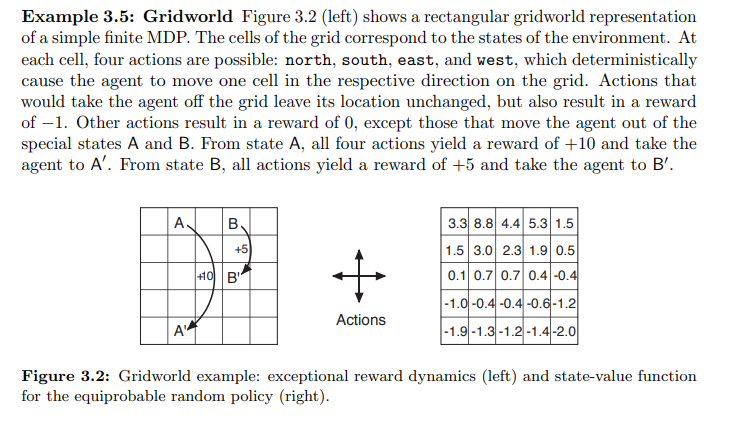 Example 3.5: Gridworld Figure 3.2 (left) shows a rectangular gridworld representation
of a simple finite MDP. The cells of the grid correspond to the states of the environment. At
each cell, four actions are possible: north, south, east, and west, which deterministically
cause the agent to move one cell in the respective direction on the grid. Actions that
would take the agent off the grid leave its location unchanged, but also result in a reward
of −1. Other actions result in a reward of 0, except those that move the agent out of the
special states A and B. From state A, all four actions yield a reward of +10 and take the
agent to A′. From state B, all actions yield a reward of +5 and take the agent to B′.
A B
+5
+10 B'
A'
Actions
3.3 8.8 4.4 5.3 1.5
1.5 3.0 2.3 1.9 0.5
0.1 0.7 0.7 0.4 -0.4
-1.0 -0.4 -0.4 -0.6 -1.2
-1.9 -1.3 -1.2 -1.4 -2.0
Figure 3.2: Gridworld example: exceptional reward dynamics (left) and state-value function
for the equiprobable random policy (right).